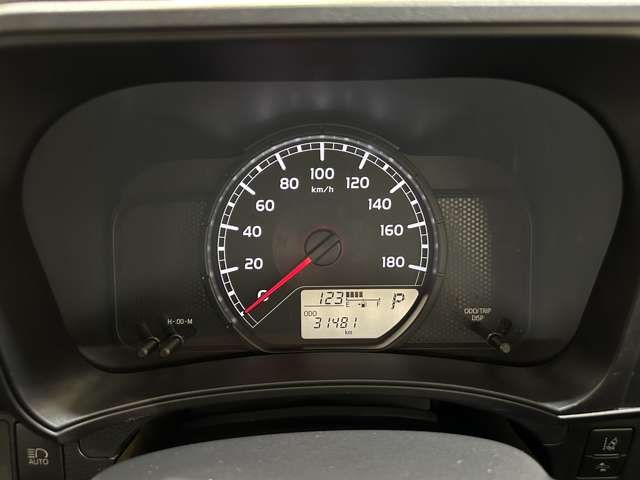 100
80
120
km/h
60
140
40
160
20
180
0
123
E F
P
ODO
31481
km
H-:00-M
ODO/TRIP
DISP
AUTO